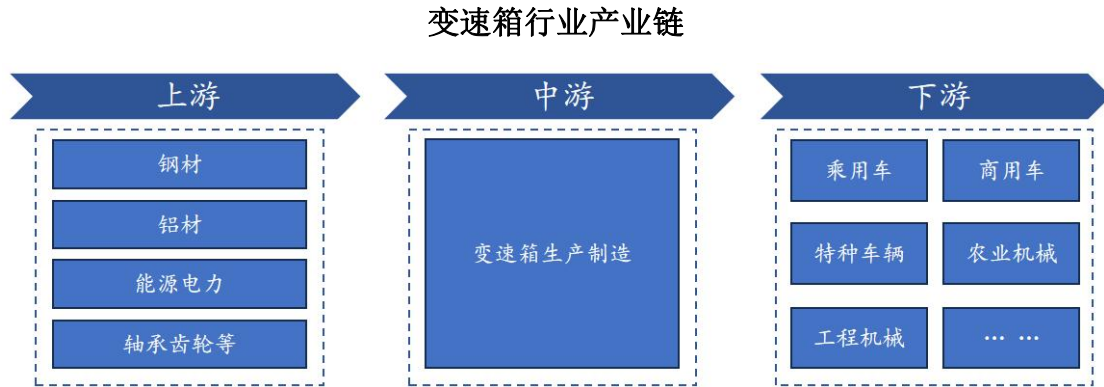 变速箱行业产业链
上游
钢材
铝材
能源电力
轴承齿轮等
中游
变速箱生产制造
下游
乘用车
商用车
特种车辆
农业机械
工程机械
… …